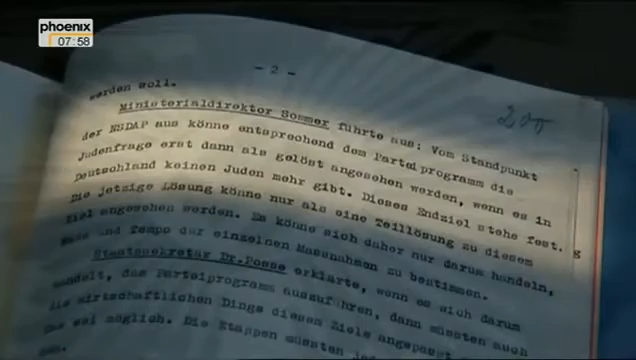 phoenix
07:58
- 2 -
werden soll.
200
Ministerialdirektor Sommer führte aus: Vom Standpunkt
der NSDAP aus könne entsprechend dem Parteiprogramm die
Judenfrage erst dann als gelöst angesehen werden, wenn es in
Deutschland keinen Juden mehr gibt. Dieses Endziel stehe fest.
Die jetzige Lösung könne nur als eine Teillösung zu diesem
Ziel angesehen werden. Es könne sich daher nur darum handeln,
und Tempo der einzelnen Massnahmen zu bestimmen.
Staatssekretär Dr.Posse erklärte, wenn es sich darum
handelt, das Parteiprogramm auszuführen, dann müssten auch
die wirtschaftlichen Dinge diesem Ziele angepasst
möglich. Die Etappen müssten